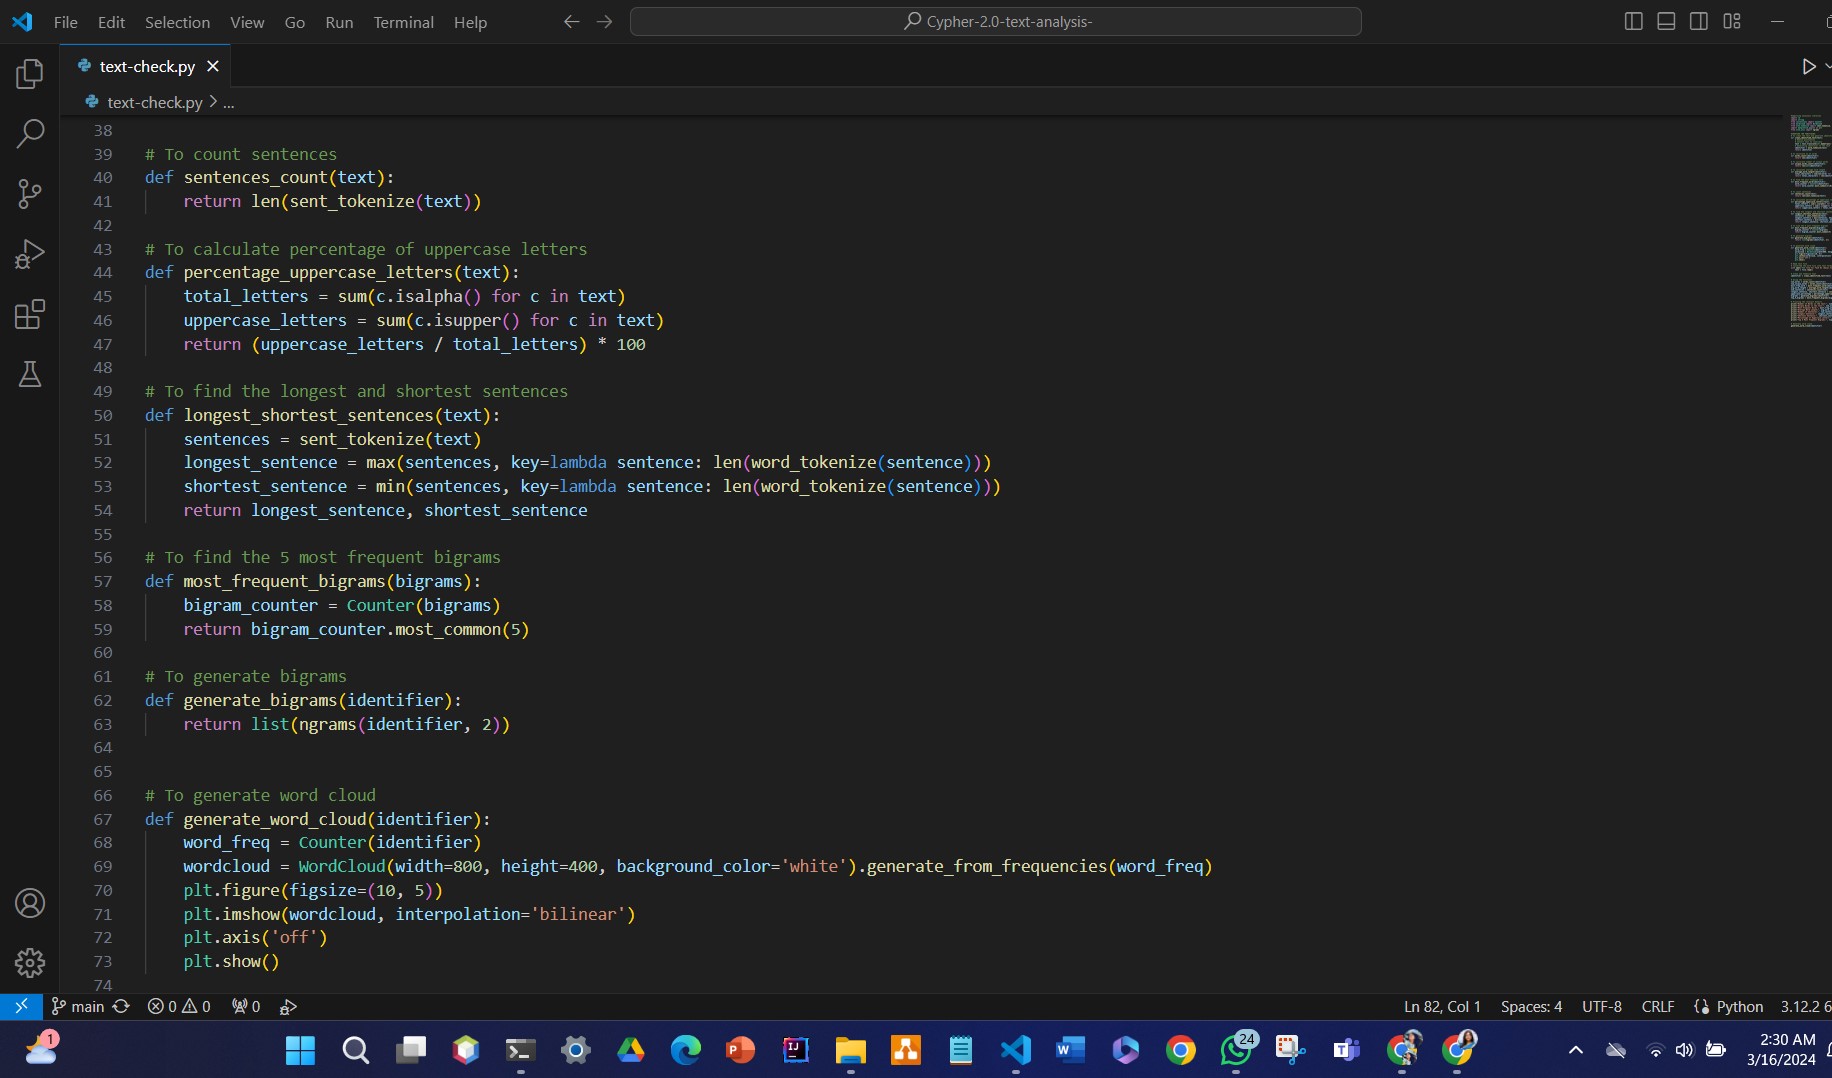 File Edit Selection View Go Run Terminal Help Cypher-2.0-text-analysis-
text-check.py
text-check.py > ...
38
39 # To count sentences
40 def sentences_count(text):
41     return len(sent_tokenize(text))
42
43 # To calculate percentage of uppercase letters
44 def percentage_uppercase_letters(text):
45     total_letters = sum(c.isalpha() for c in text)
46     uppercase_letters = sum(c.isupper() for c in text)
47     return (uppercase_letters / total_letters) * 100
48
49 # To find the longest and shortest sentences
50 def longest_shortest_sentences(text):
51     sentences = sent_tokenize(text)
52     longest_sentence = max(sentences, key=lambda sentence: len(word_tokenize(sentence)))
53     shortest_sentence = min(sentences, key=lambda sentence: len(word_tokenize(sentence)))
54     return longest_sentence, shortest_sentence
55
56 # To find the 5 most frequent bigrams
57 def most_frequent_bigrams(bigrams):
58     bigram_counter = Counter(bigrams)
59     return bigram_counter.most_common(5)
60
61 # To generate bigrams
62 def generate_bigrams(identifier):
63     return list(ngrams(identifier, 2))
64
65
66 # To generate word cloud
67 def generate_word_cloud(identifier):
68     word_freq = Counter(identifier)
69     wordcloud = WordCloud(width=800, height=400, background_color='white').generate_from_frequencies(word_freq)
70     plt.figure(figsize=(10, 5))
71     plt.imshow(wordcloud, interpolation='bilinear')
72     plt.axis('off')
73     plt.show()
74
main 0 0 0 Ln 82, Col 1 Spaces: 4 UTF-8 CRLF Python 3.12.2 6
1 P IJ W 24 T 2:30 AM
3/16/2024